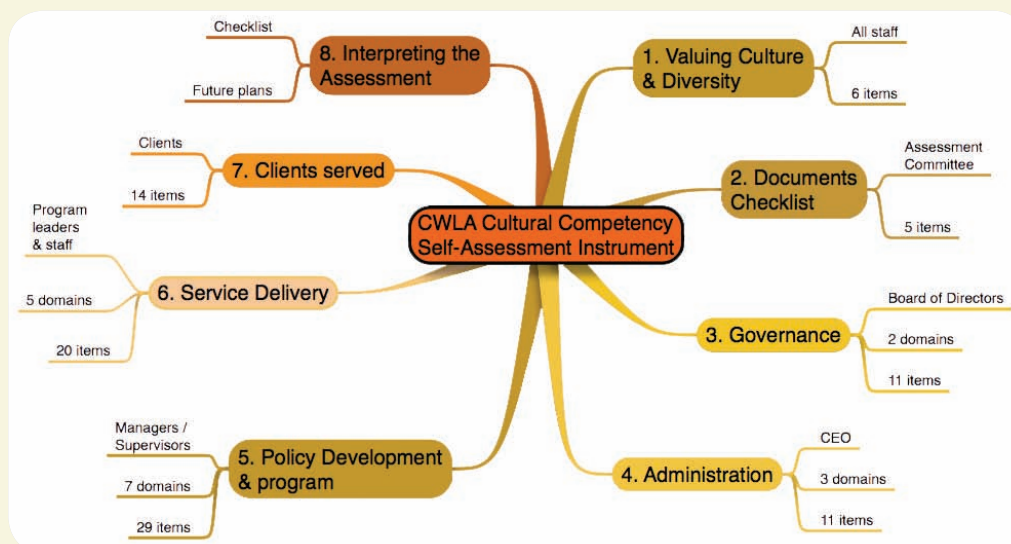 CWLA Cultural Competency
Self-Assessment Instrument
1. Valuing Culture
& Diversity
All staff
6 items
2. Documents
Checklist
Assessment
Committee
5 items
3. Governance
Board of Directors
2 domains
11 items
4. Administration
CEO
3 domains
11 items
5. Policy Development
& program
Managers /
Supervisors
7 domains
29 items
6. Service Delivery
Program
leaders
& staff
5 domains
20 items
7. Clients served
Clients
14 items
8. Interpreting the
Assessment
Checklist
Future plans